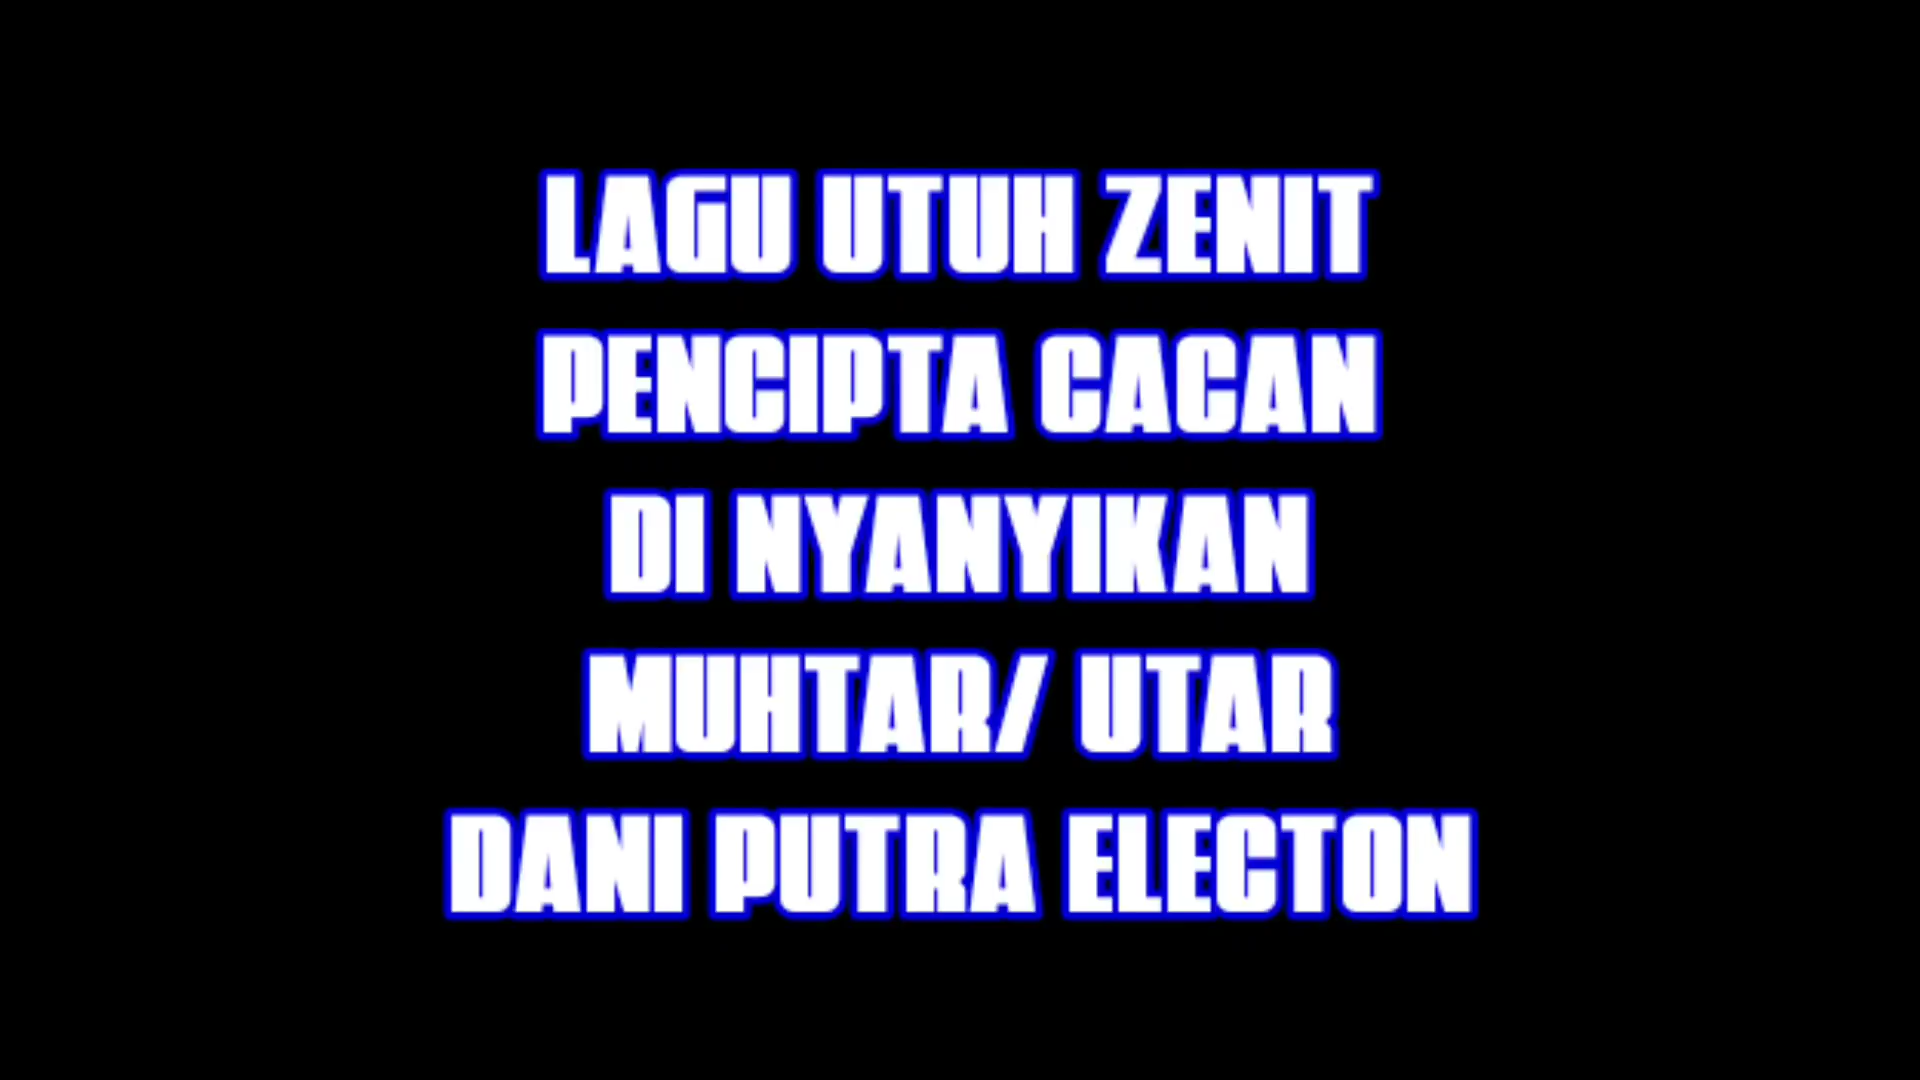 LAGU UTUH ZENIT
PENCIPTA CACAN
DI NYANYIKAN
MUHTAR/ UTAR
DANI PUTRA ELECTON